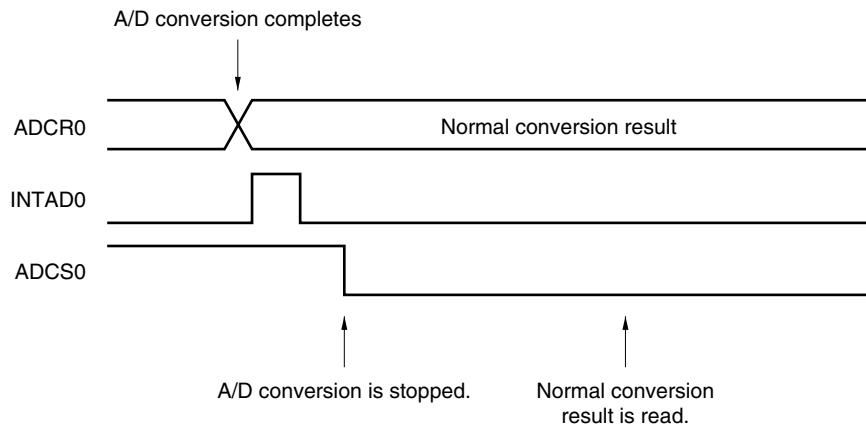 A/D conversion completes
ADCR0
Normal conversion result
INTAD0
ADCS0
A/D conversion is stopped.
Normal conversion
result is read.